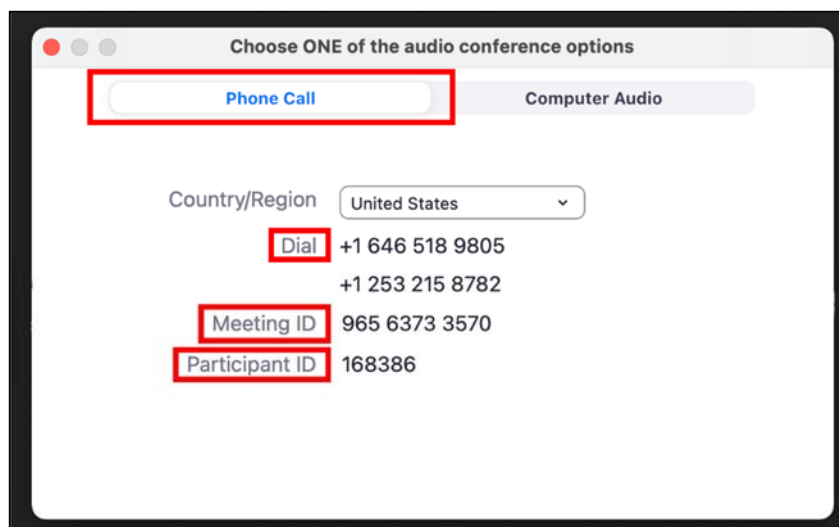 Choose ONE of the audio conference options
Phone Call Computer Audio
Country/Region United States
Dial +1 646 518 9805
+1 253 215 8782
Meeting ID 965 6373 3570
Participant ID 168386